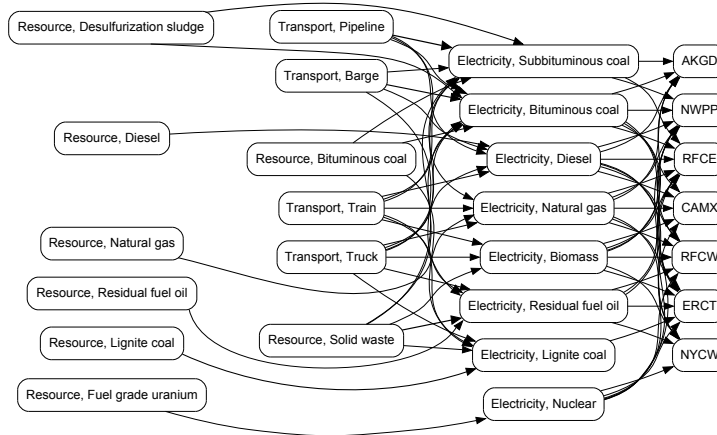 Resource, Desulfurization sludge
Transport, Pipeline
Electricity, Subbituminous coal
AKGD
Transport, Barge
Electricity, Bituminous coal
NWPP
Resource, Diesel
Resource, Bituminous coal
Electricity, Diesel
RFCE
Transport, Train
Electricity, Natural gas
CAMX
Resource, Natural gas
Transport, Truck
Electricity, Biomass
RFCW
Resource, Residual fuel oil
Electricity, Residual fuel oil
ERCT
Resource, Lignite coal
Resource, Solid waste
Electricity, Lignite coal
NYCW
Resource, Fuel grade uranium
Electricity, Nuclear